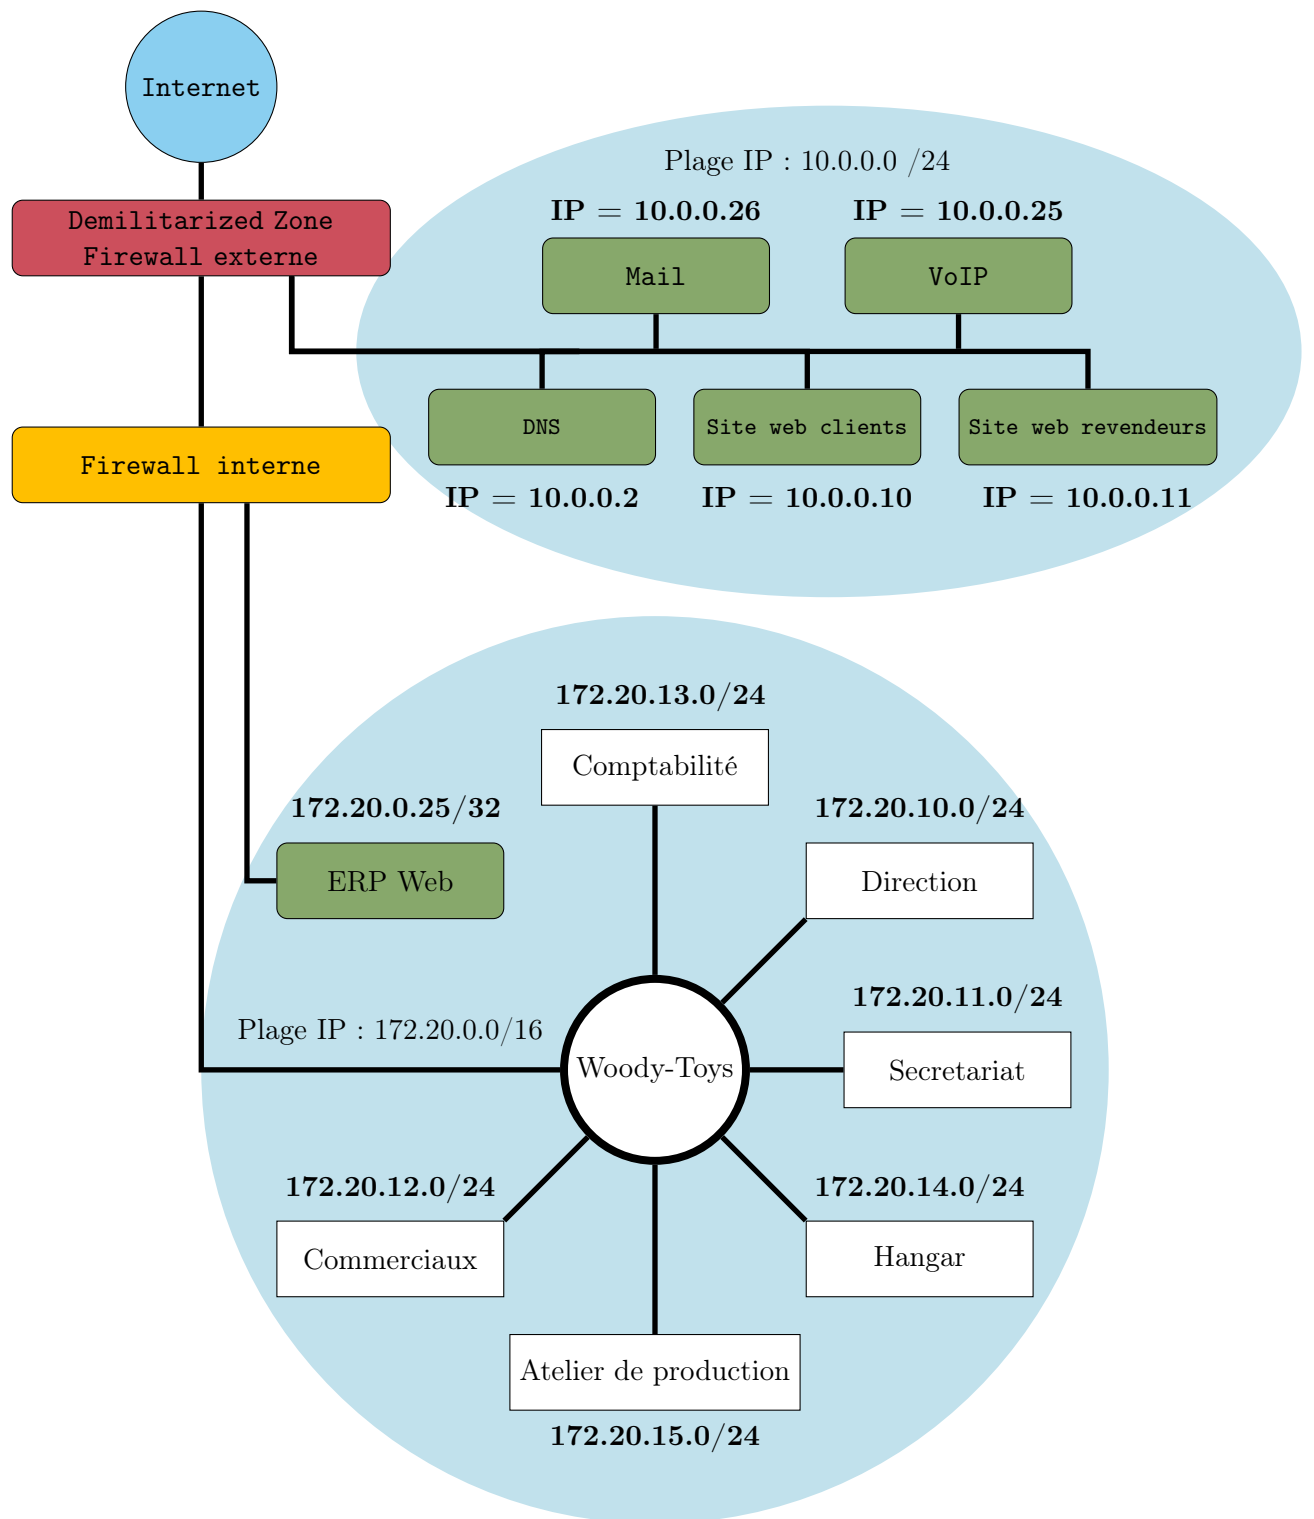 Internet
Demilitarized Zone
Firewall externe
Plage IP : 10.0.0.0 /24
IP = 10.0.0.26
IP = 10.0.0.25
Mail
VoIP
DNS
Site web clients
Site web revendeurs
IP = 10.0.0.2
IP = 10.0.0.10
IP = 10.0.0.11
Firewall interne
172.20.13.0/24
Comptabilité
172.20.0.25/32
ERP Web
172.20.10.0/24
Direction
172.20.11.0/24
Secretariat
Plage IP : 172.20.0.0/16
Woody-Toys
172.20.12.0/24
Commerciaux
172.20.14.0/24
Hangar
Atelier de production
172.20.15.0/24